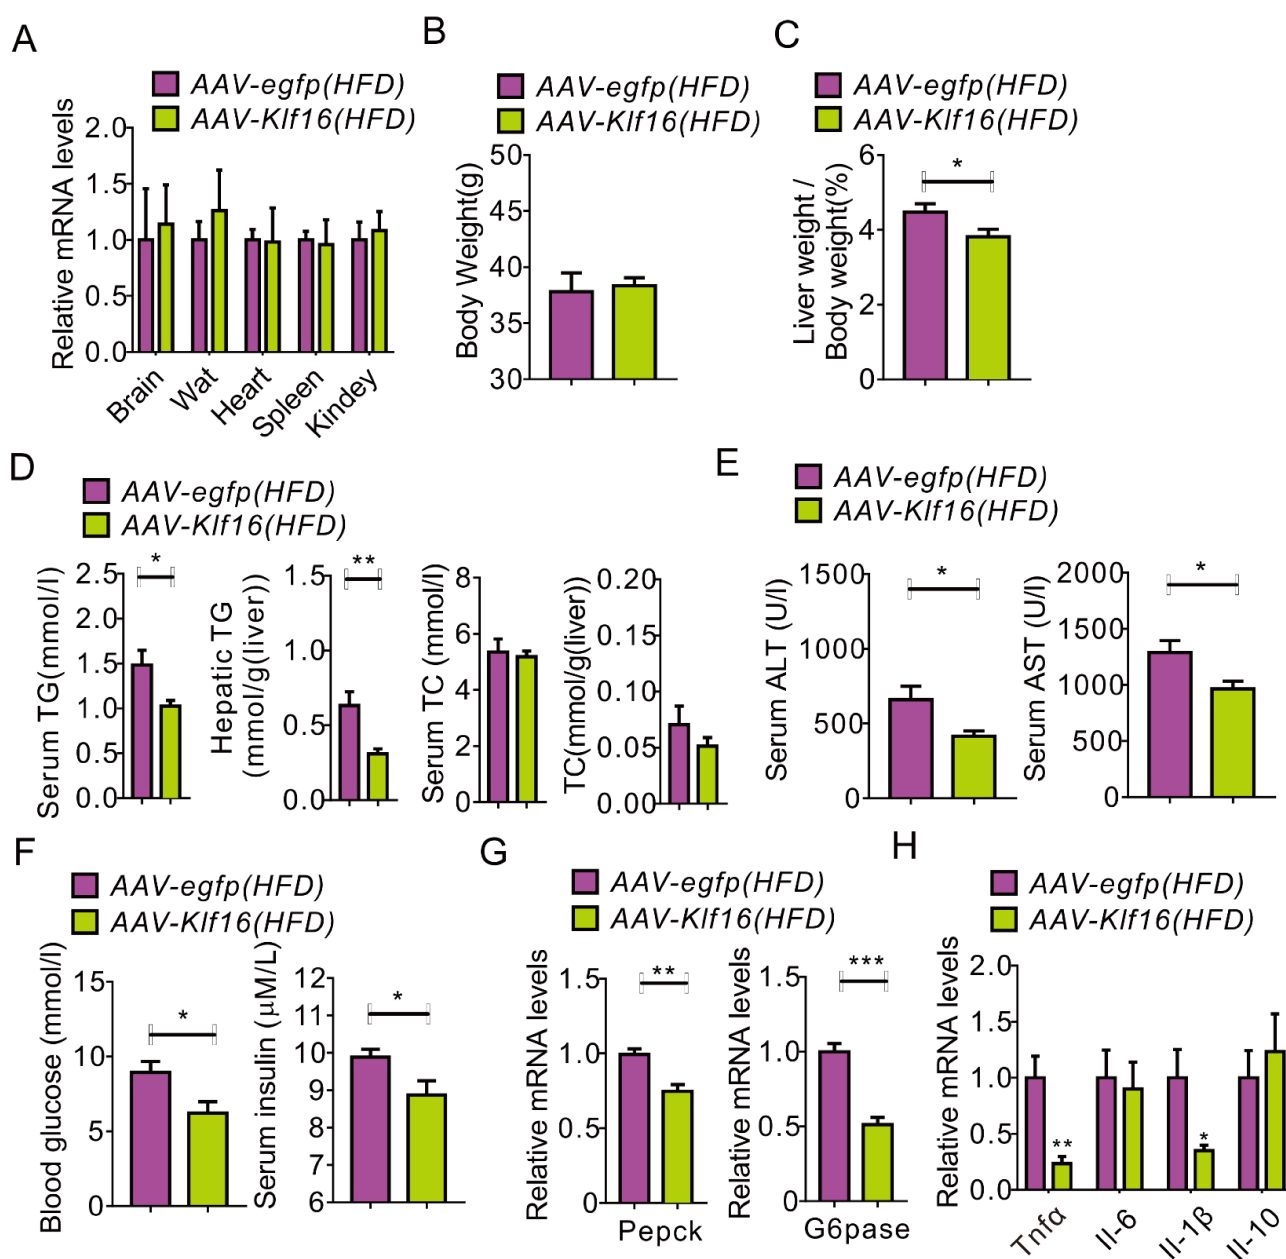 A
AAV-egfp(HFD)
AAV-Klf16(HFD)
Relative mRNA levels
2.0
1.5
1.0
0.5
0.0
Brain
Wat
Heart
Spleen
Kindey
B
AAV-egfp(HFD)
AAV-Klf16(HFD)
Body Weight(g)
50
45
40
35
30
C
AAV-egfp(HFD)
AAV-Klf16(HFD)
Liver weight /
Body weight(%)
6
4
2
0
*
D
AAV-egfp(HFD)
AAV-Klf16(HFD)
Serum TG(mmol/l)
2.5
2.0
1.5
1.0
0.5
0.0
*
Hepatic TG
(mmol/g(liver))
1.5
1.0
0.5
0.0
**
Serum TC (mmol/l)
8
6
4
2
0
TC(mmol/g(liver))
0.20
0.15
0.10
0.05
0.00
E
AAV-egfp(HFD)
AAV-Klf16(HFD)
Serum ALT (U/l)
1500
1000
500
0
*
Serum AST (U/l)
2000
1500
1000
500
0
*
F
AAV-egfp(HFD)
AAV-Klf16(HFD)
Blood glucose (mmol/l)
15
10
5
0
*
Serum insulin (μM/L)
12
11
10
9
8
7
6
*
G
AAV-egfp(HFD)
AAV-Klf16(HFD)
Relative mRNA levels
1.5
1.0
0.5
0
**
Pepck
Relative mRNA levels
1.5
1.0
0.5
0
***
G6pase
H
AAV-egfp(HFD)
AAV-Klf16(HFD)
Relative mRNA levels
2.0
1.5
1.0
0.5
0.0
**
*
Tnfα
Il-6
Il-1β
Il-10